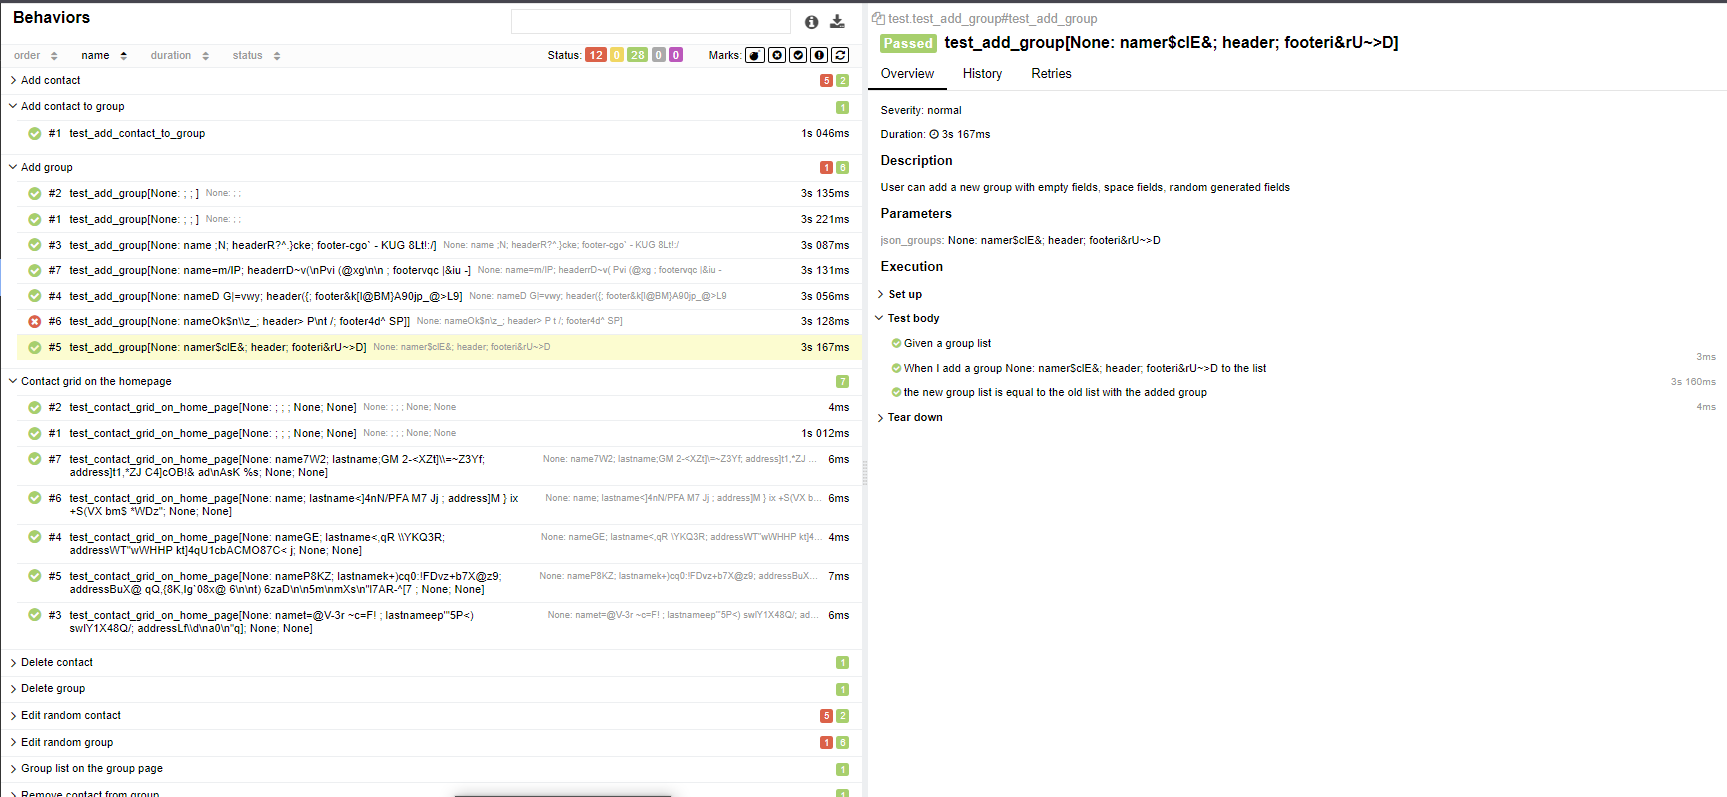 Behaviors
order name duration status Status: 12 0 28 0 0 Marks:
Add contact 5 2
Add contact to group 1
#1 test_add_contact_to_group 1s 046ms
Add group 1 6
#2 test_add_group[None: ; ; ] None: ; ; 3s 135ms
#1 test_add_group[None: ; ; ] None: ; ; 3s 221ms
#3 test_add_group[None: name ;N; headerR?^.}cke; footer-cgo` - KUG 8Lt!:/] None: name ;N; headerR?^.}cke; footer-cgo` - KUG 8Lt!:/ 3s 087ms
#7 test_add_group[None: name=m/IP; headerrD~v(\nPvi (@xg\n\n ; footervqc |&iu -] None: name=m/IP; headerrD~v( Pvi (@xg ; footervqc |&iu - 3s 131ms
#4 test_add_group[None: nameD G|=vwy; header({; footer&k[l@BM}A90jp_@>L9] None: nameD G|=vwy; header({; footer&k[l@BM}A90jp_@>L9 3s 056ms
#6 test_add_group[None: nameOk$n\\z_; header> P\nt /; footer4d^ SP]] None: nameOk$n\z_; header> P t /; footer4d^ SP] 3s 128ms
#5 test_add_group[None: namer$clE&; header; footeri&rU~>D] None: namer$clE&; header; footeri&rU~>D 3s 167ms
Contact grid on the homepage 7
#2 test_contact_grid_on_home_page[None: ; ; ; None; None] None: ; ; ; None; None 4ms
#1 test_contact_grid_on_home_page[None: ; ; ; None; None] None: ; ; ; None; None 1s 012ms
#7 test_contact_grid_on_home_page[None: name7W2; lastname;GM 2-<XZt]\\=~Z3Yf; None: name7W2; lastname;GM 2-<XZt]\=~Z3Yf; address]t1,*ZJ ... 6ms
address]t1,*ZJ C4]cOB!& ad\nAsK %s; None; None]
#6 test_contact_grid_on_home_page[None: name; lastname<]4nN/PFA M7 Jj ; address]M } ix None: name; lastname<]4nN/PFA M7 Jj ; address]M } ix +S(VX b... 6ms
+S(VX bm$ *WDz"; None; None]
#4 test_contact_grid_on_home_page[None: nameGE; lastname<,qR \\YKQ3R; None: nameGE; lastname<,qR \YKQ3R; addressWT"wWHHP kt]4... 4ms
addressWT"wWHHP kt]4qU1cbACMO87C< j; None; None]
#5 test_contact_grid_on_home_page[None: nameP8KZ; lastnamek+)cq0:!FDvz+b7X@z9; None: nameP8KZ; lastnamek+)cq0:!FDvz+b7X@z9; addressBuX... 7ms
addressBuX@ qQ,{8K,Ig`08x@ 6\n\nt) 6zaD\n\n5m\nmXs\n"l7AR-^[7 ; None; None]
#3 test_contact_grid_on_home_page[None: namet=@V-3r ~c=F! ; lastnameep'"5P<) None: namet=@V-3r ~c=F! ; lastnameep'"5P<) swIY1X48Q/; ad... 6ms
swIY1X48Q/; addressLf\\d\na0\n"q]; None; None]
Delete contact 1
Delete group 1
Edit random contact 5 2
Edit random group 1 6
Group list on the group page 1
Remove contact from group 1
test.test_add_group#test_add_group
Passed test_add_group[None: namer$clE&; header; footeri&rU~>D]
Overview History Retries
Severity: normal
Duration: 3s 167ms
Description
User can add a new group with empty fields, space fields, random generated fields
Parameters
json_groups: None: namer$clE&; header; footeri&rU~>D
Execution
Set up
Test body
Given a group list
3ms
When I add a group None: namer$clE&; header; footeri&rU~>D to the list
3s 160ms
the new group list is equal to the old list with the added group
4ms
Tear down